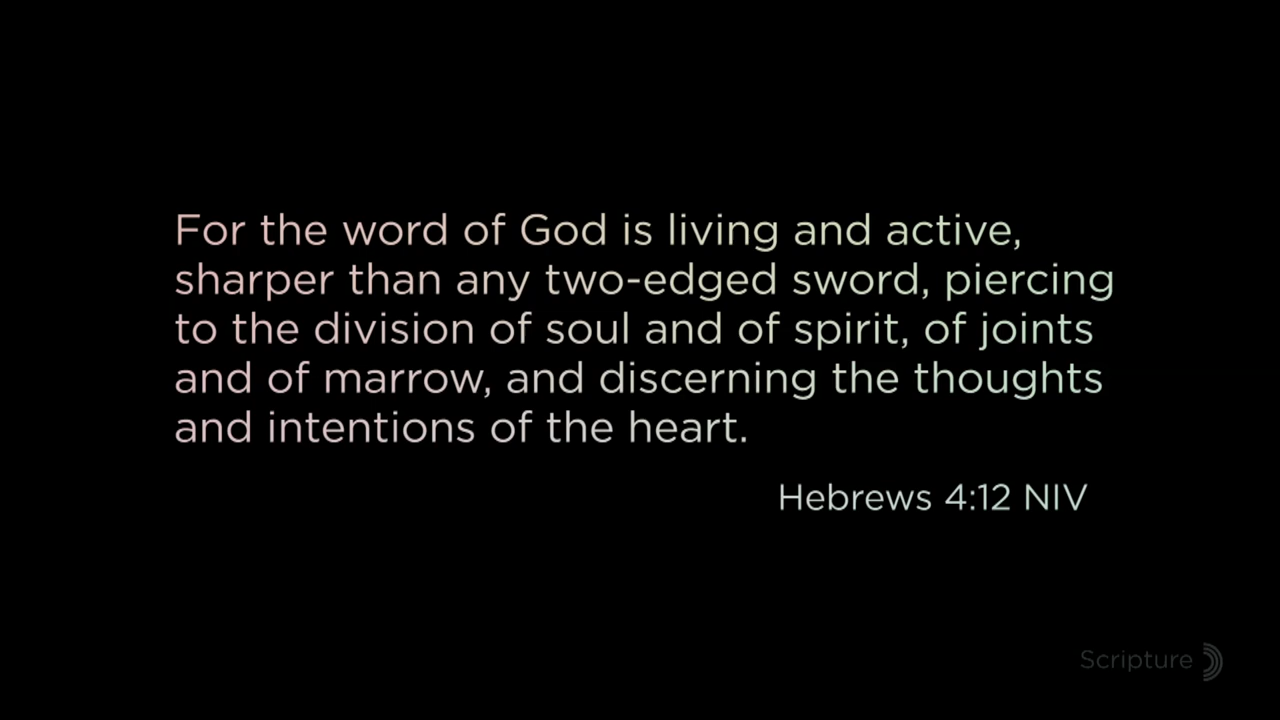 For the word of God is living and active,
sharper than any two-edged sword, piercing
to the division of soul and of spirit, of joints
and of marrow, and discerning the thoughts
and intentions of the heart.
Hebrews 4:12 NIV
Scripture